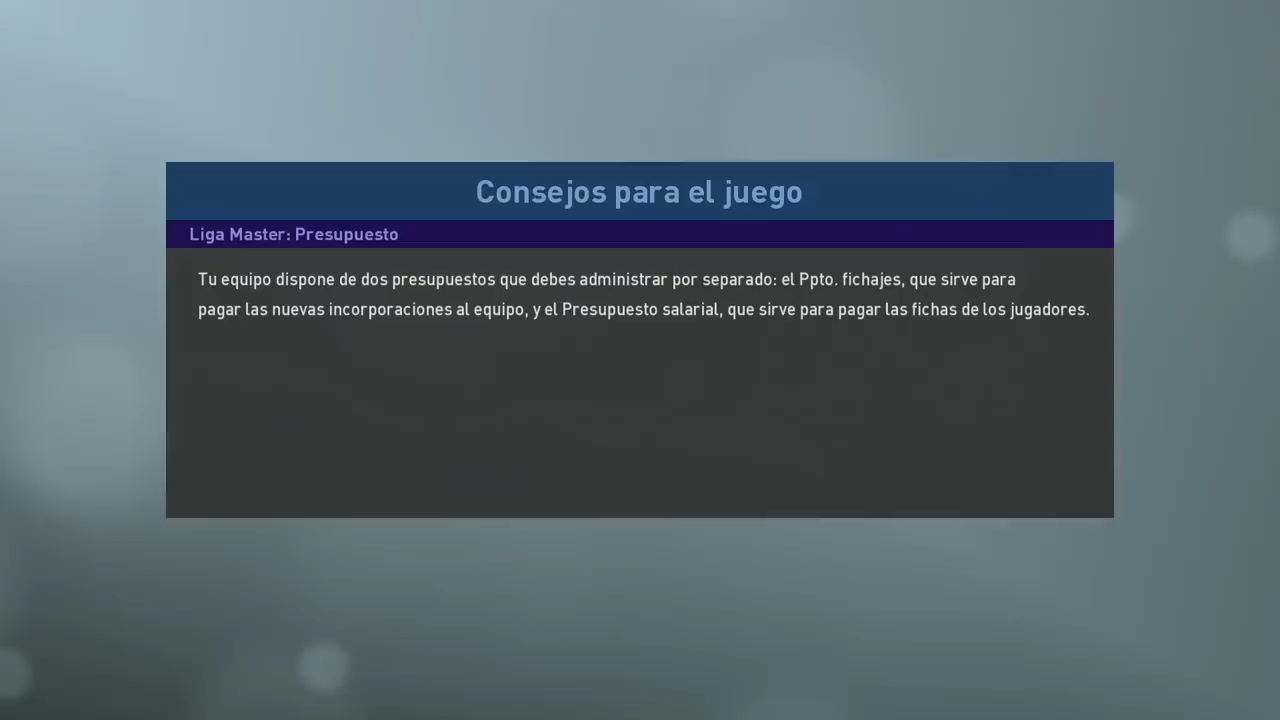 Consejos para el juego
Liga Master: Presupuesto
Tu equipo dispone de dos presupuestos que debes administrar por separado: el Ppto. fichajes, que sirve para
pagar las nuevas incorporaciones al equipo, y el Presupuesto salarial, que sirve para pagar las fichas de los jugadores.